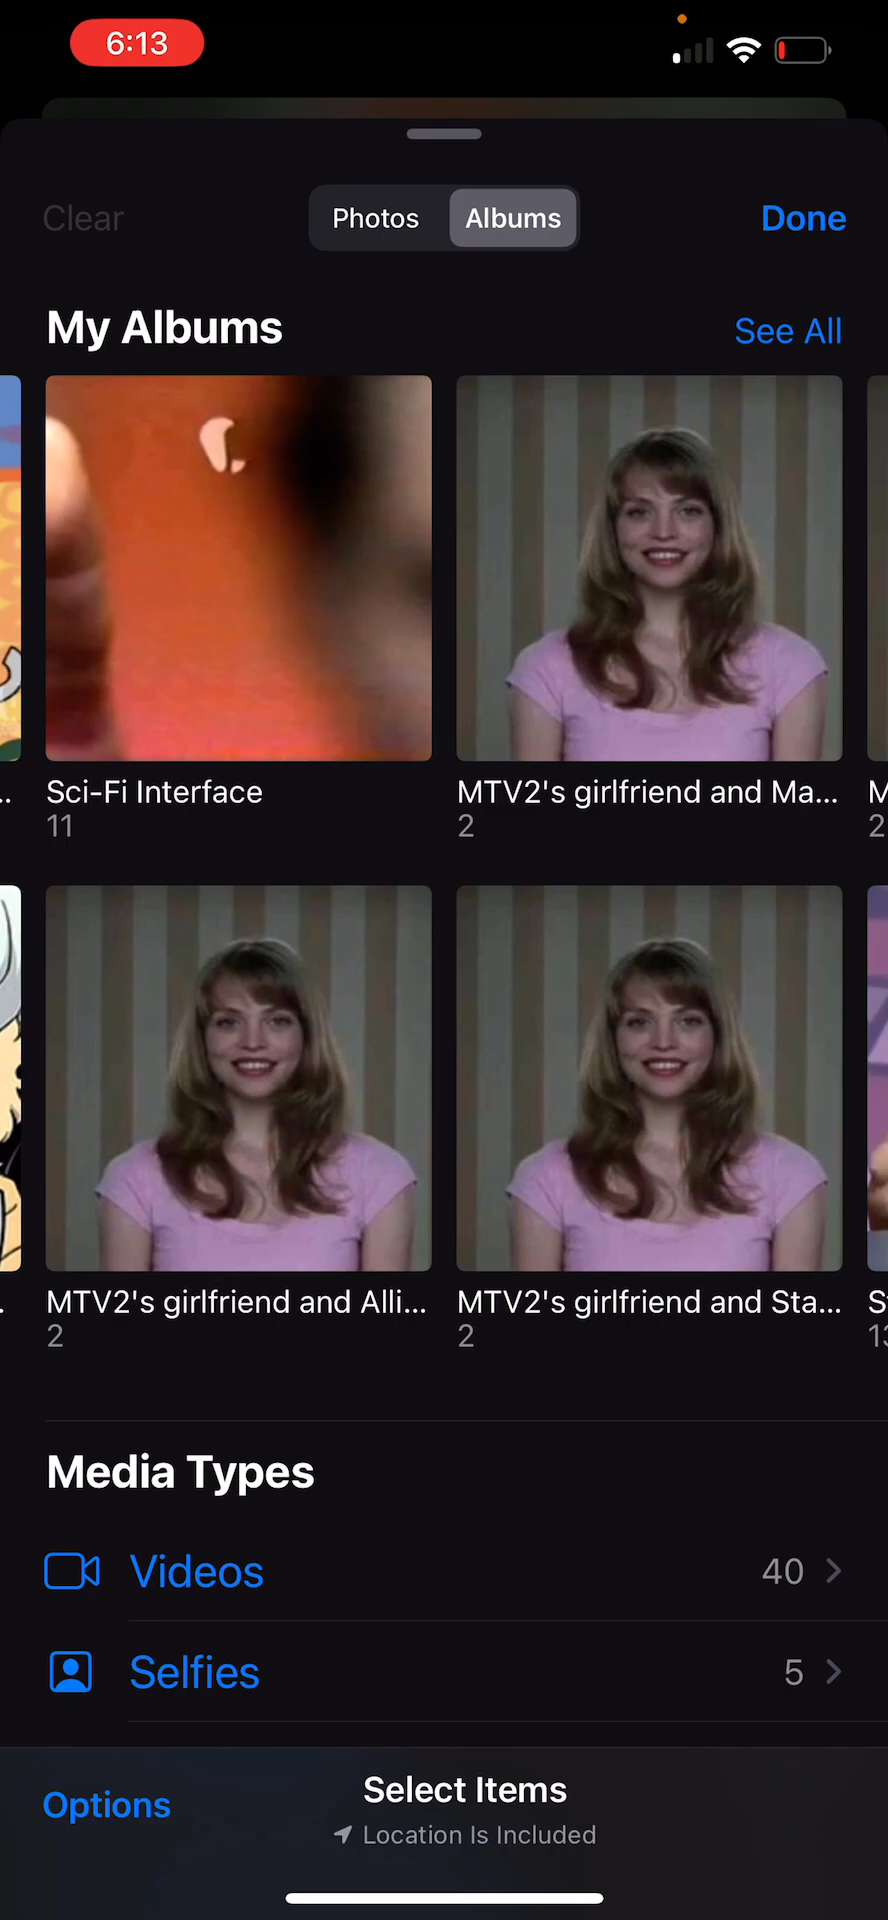 6:13
Clear
Photos
Albums
Done
My Albums
See All
Sci-Fi Interface
11
MTV2's girlfriend and Ma...
2
M
2
MTV2's girlfriend and Alli...
2
MTV2's girlfriend and Sta...
2
S
13
Media Types
Videos
40
Selfies
5
Options
Select Items
Location Is Included